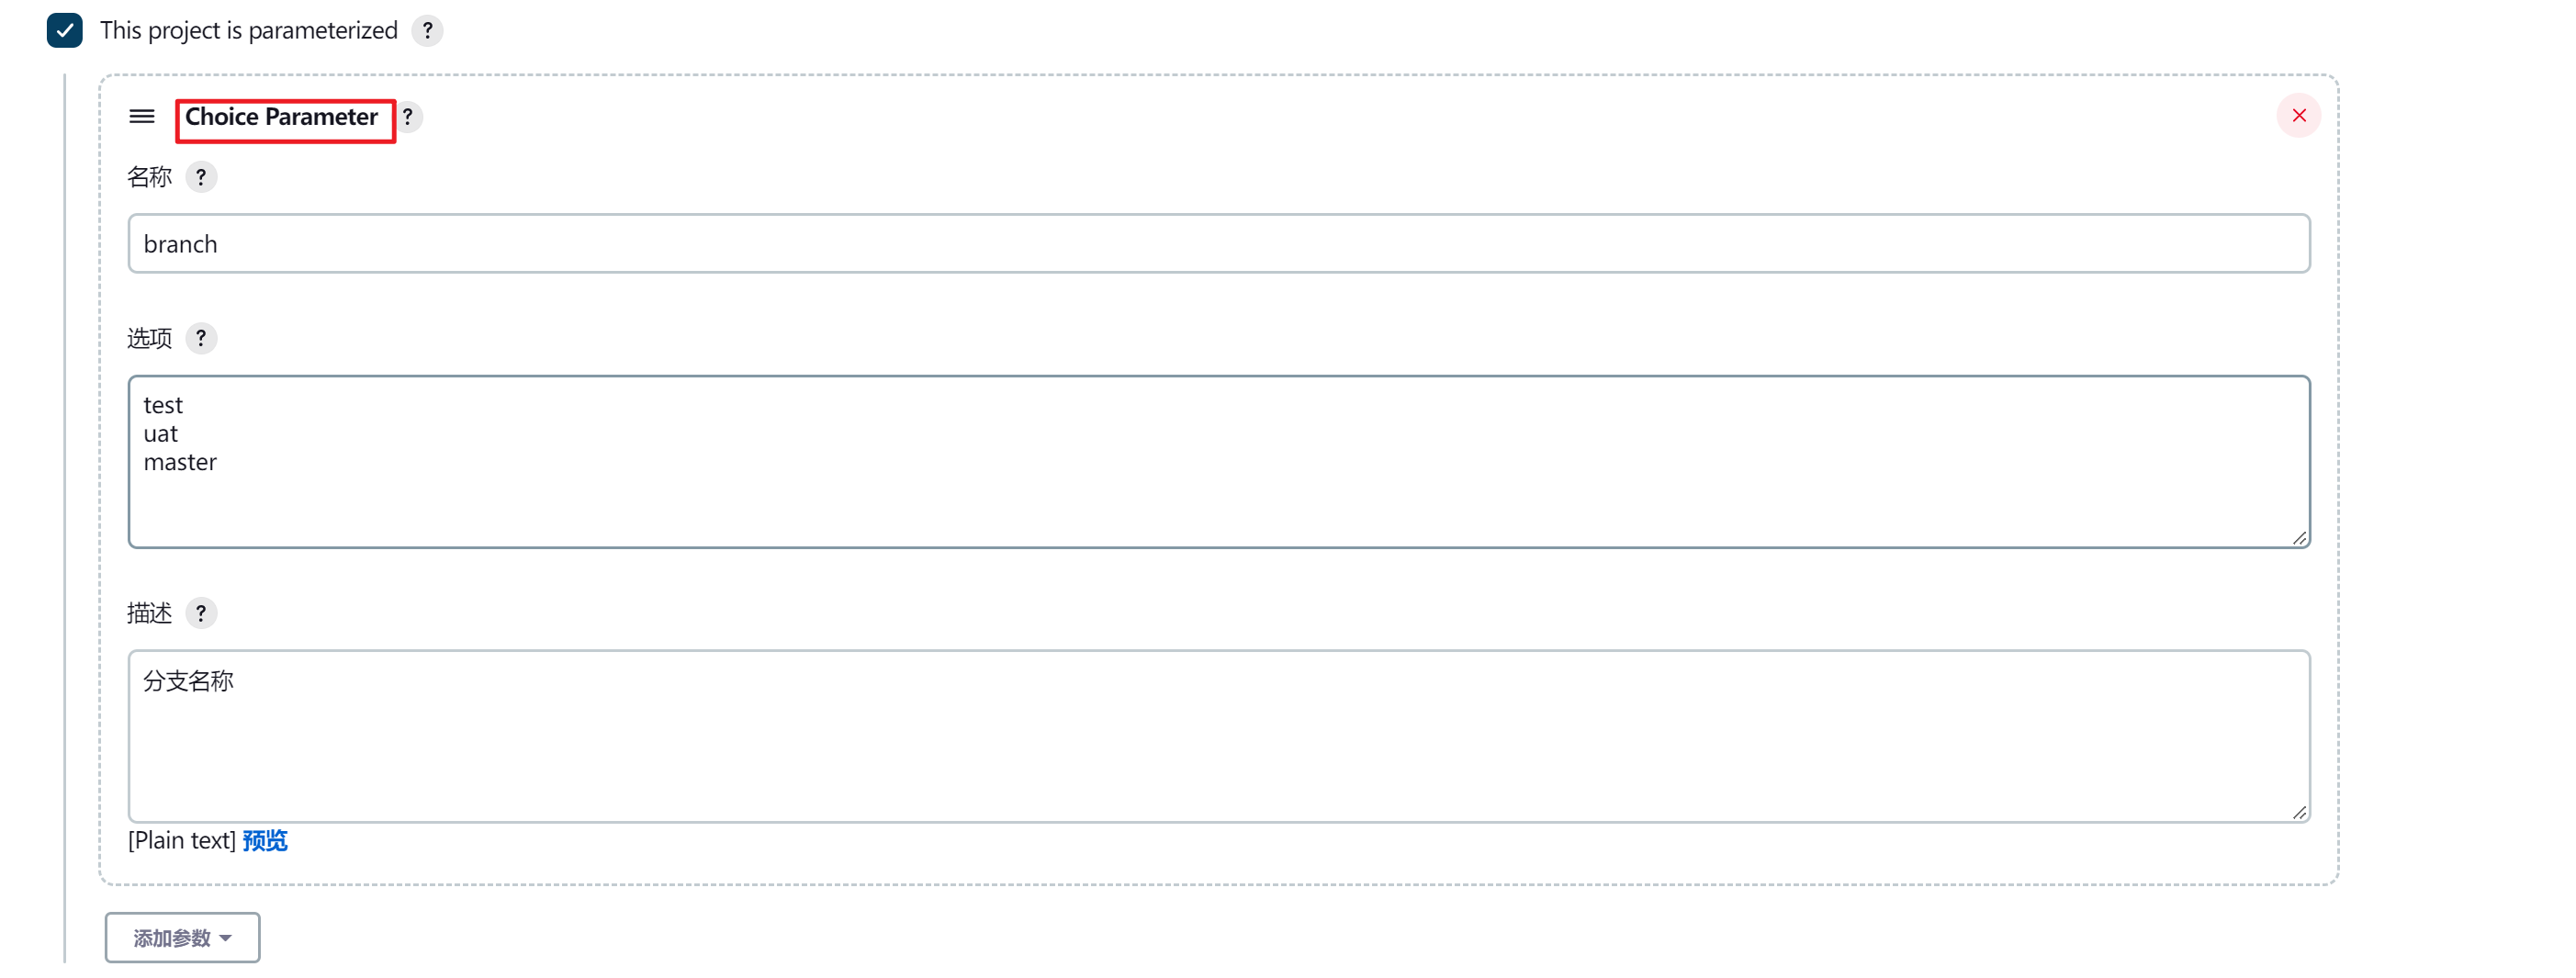 This project is parameterized ?
Choice Parameter ?
名称 ?
branch
选项 ?
test
uat
master
描述 ?
分支名称
[Plain text] 预览
添加参数